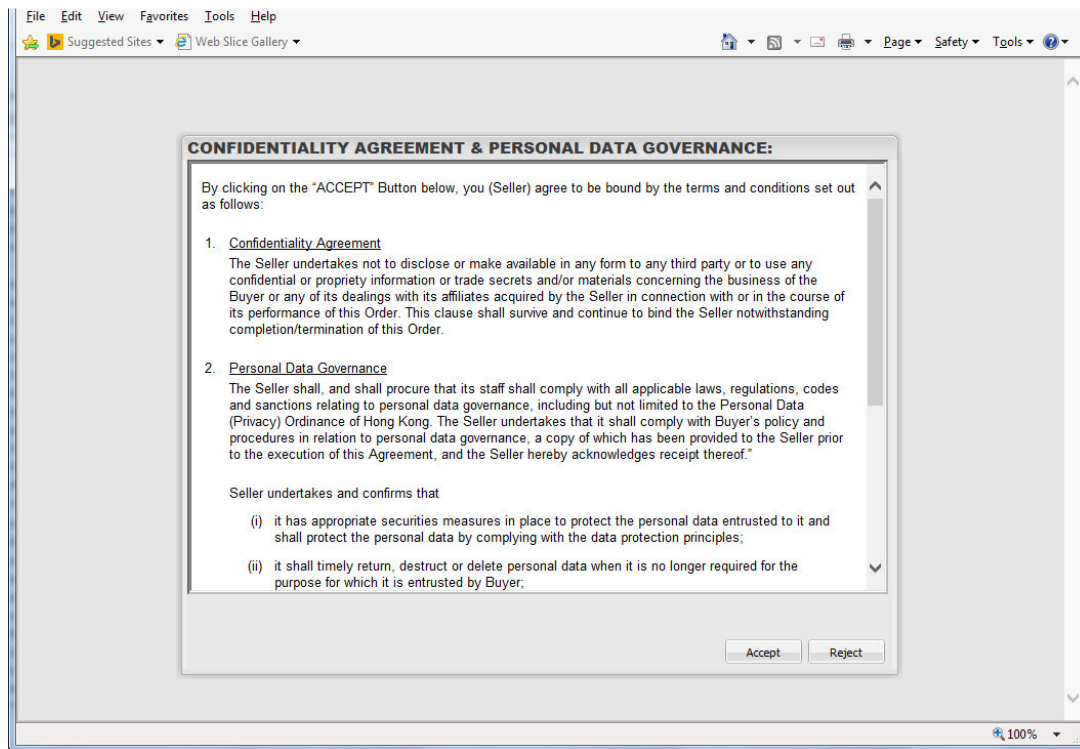 File Edit View Favorites Tools Help
Suggested Sites Web Slice Gallery Page Safety Tools
CONFIDENTIALITY AGREEMENT & PERSONAL DATA GOVERNANCE:
By clicking on the “ACCEPT” Button below, you (Seller) agree to be bound by the terms and conditions set out
as follows:
1. Confidentiality Agreement
The Seller undertakes not to disclose or make available in any form to any third party or to use any
confidential or propriety information or trade secrets and/or materials concerning the business of the
Buyer or any of its dealings with its affiliates acquired by the Seller in connection with or in the course of
its performance of this Order. This clause shall survive and continue to bind the Seller notwithstanding
completion/termination of this Order.
2. Personal Data Governance
The Seller shall, and shall procure that its staff shall comply with all applicable laws, regulations, codes
and sanctions relating to personal data governance, including but not limited to the Personal Data
(Privacy) Ordinance of Hong Kong. The Seller undertakes that it shall comply with Buyer's policy and
procedures in relation to personal data governance, a copy of which has been provided to the Seller prior
to the execution of this Agreement, and the Seller hereby acknowledges receipt thereof.”
Seller undertakes and confirms that
(i) it has appropriate securities measures in place to protect the personal data entrusted to it and
shall protect the personal data by complying with the data protection principles;
(ii) it shall timely return, destruct or delete personal data when it is no longer required for the
purpose for which it is entrusted by Buyer;
Accept Reject
100%